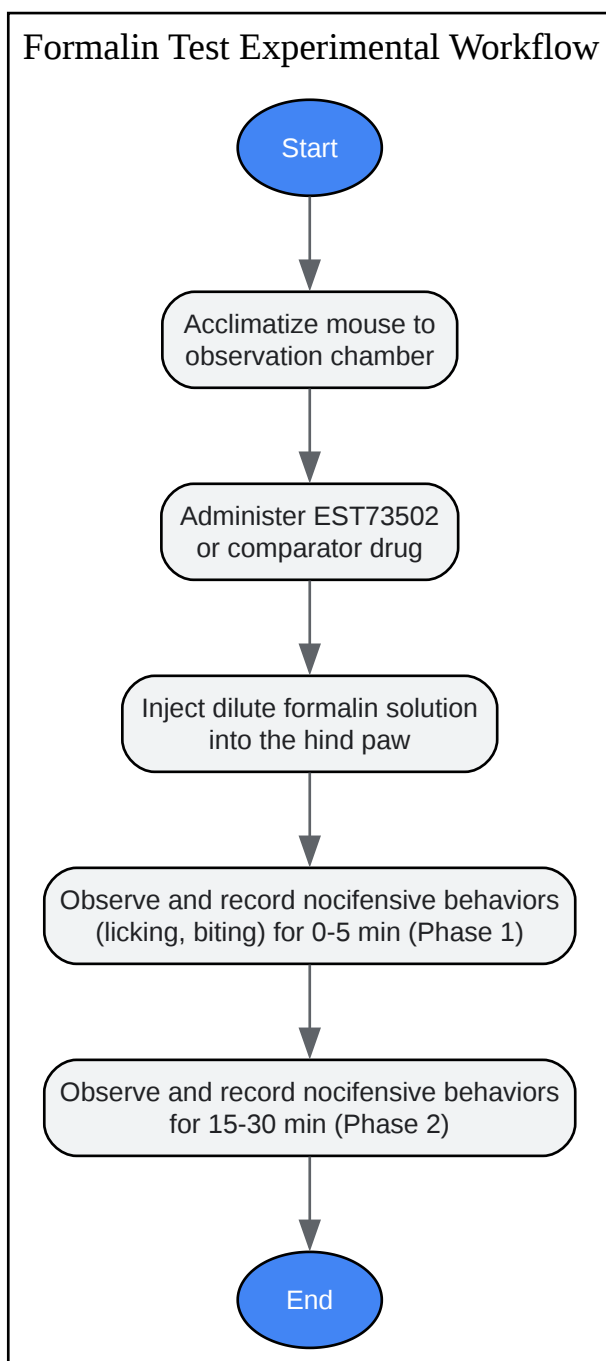 Formalin Test Experimental Workflow
Start
Acclimatize mouse to
observation chamber
Administer EST73502
or comparator drug
Inject dilute formalin solution
into the hind paw
Observe and record nocifensive behaviors
(licking, biting) for 0-5 min (Phase 1)
Observe and record nocifensive behaviors
for 15-30 min (Phase 2)
End